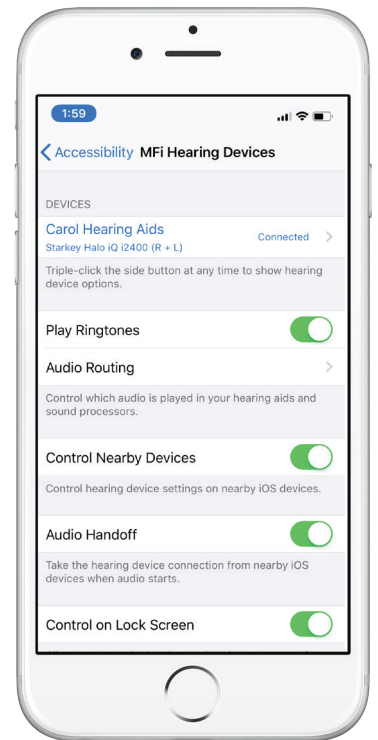 1:59
Accessibility MFi Hearing Devices
DEVICES
Carol Hearing Aids
Connected
Starkey Halo iQ i2400 (R + L)
Triple-click the side button at any time to show hearing
device options.
Play Ringtones
Audio Routing
Control which audio is played in your hearing aids and
sound processors.
Control Nearby Devices
Control hearing device settings on nearby iOS devices.
Audio Handoff
Take the hearing device connection from nearby iOS
devices when audio starts.
Control on Lock Screen